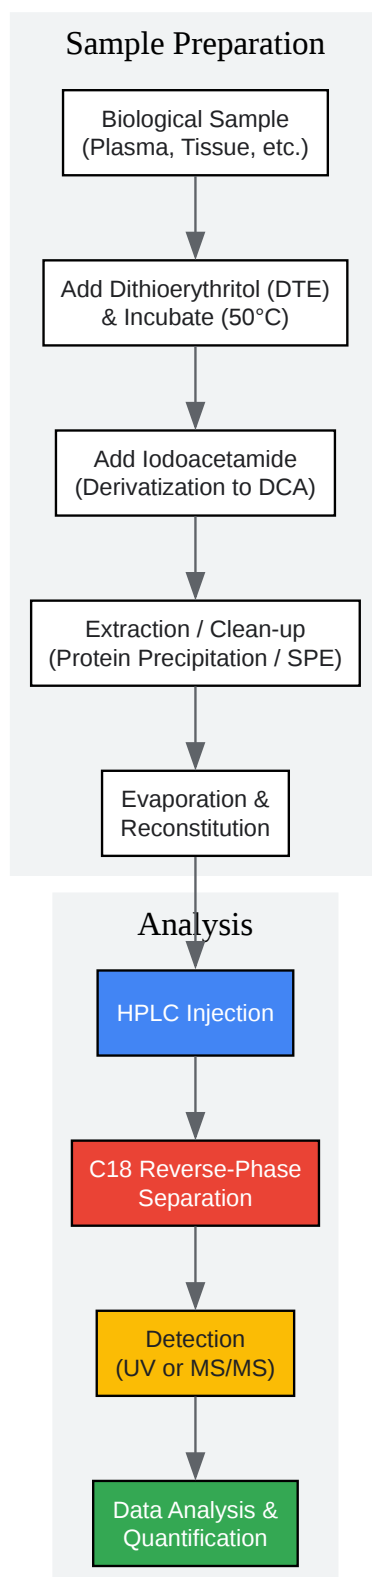 Sample Preparation
Biological Sample
(Plasma, Tissue, etc.)
Add Dithioerythritol (DTE)
& Incubate (50°C)
Add Iodoacetamide
(Derivatization to DCA)
Extraction / Clean-up
(Protein Precipitation / SPE)
Evaporation &
Reconstitution
Analysis
HPLC Injection
C18 Reverse-Phase
Separation
Detection
(UV or MS/MS)
Data Analysis &
Quantification